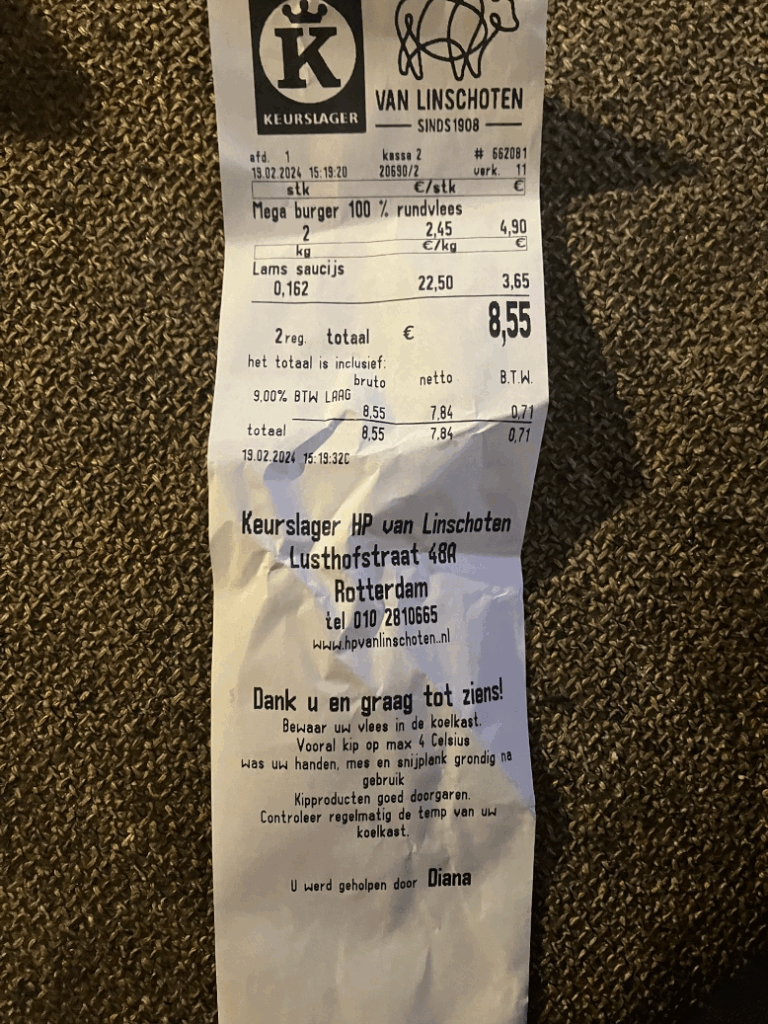 K
KEURSLAGER
VAN LINSCHOTEN
SINDS 1908
afd. 1 kassa 2 # 662081
19.02.2024 15:19:20 20690/2 verk. 11
stk €/stk €
Mega burger 100 % rundvlees
2 2,45 4,90
kg €/kg €
Lams saucijs
0,162 22,50 3,65
2 reg. totaal € 8,55
het totaal is inclusief:
bruto netto B.T.W.
9,00% BTW LAAG
8,55 7,84 0,71
totaal 8,55 7,84 0,71
19.02.2024 15:19:32C
Keurslager HP van Linschoten
Lusthofstraat 48A
Rotterdam
tel 010 2810665
www.hpvanlinschoten..nl
Dank u en graag tot ziens!
Bewaar uw vlees in de koelkast.
Vooral kip op max 4 Celsius
was uw handen, mes en snijplank grondig na
gebruik
Kipproducten goed doorgaren.
Controleer regelmatig de temp van uw
koelkast.
U werd geholpen door Diana